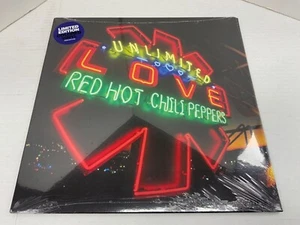 LIMITED
EDITION
UNLIMITED
LOVE
RED HOT CHILI PEPPERS